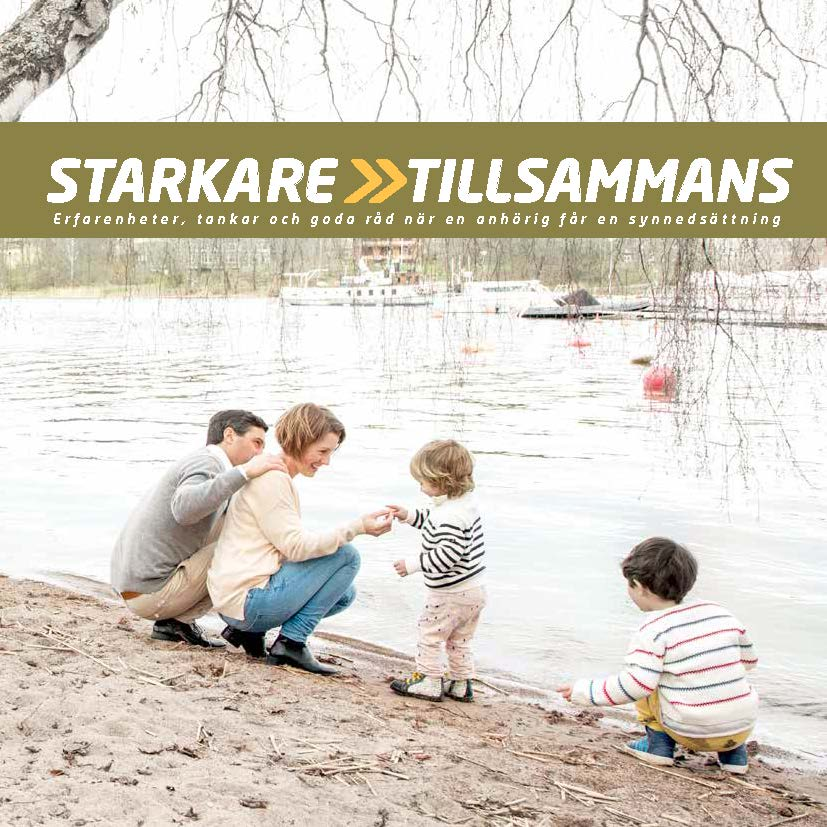 STARKARE >> TILLSAMMANS
Erfarenheter, tankar och goda råd när en anhörig får en synnedsättning